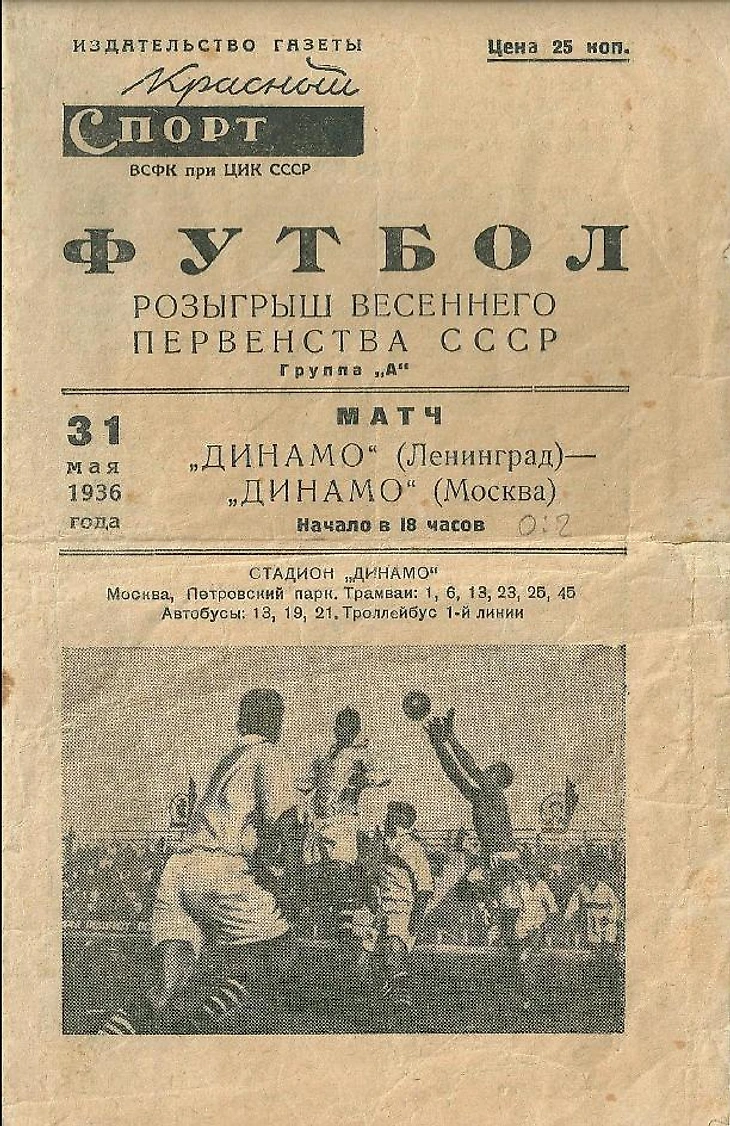 ИЗДАТЕЛЬСТВО ГАЗЕТЫ
Цена 25 коп.
Красный
СПОРТ
ВСФК при ЦИК СССР
ФУТБОЛ
РОЗЫГРЫШ ВЕСЕННЕГО
ПЕРВЕНСТВА СССР
Группа „А“
31
мая
1936
года
МАТЧ
„ДИНАМО“ (Ленинград)—
„ДИНАМО“ (Москва)
Начало в 18 часов
0:2
СТАДИОН „ДИНАМО“
Москва, Петровский парк. Трамваи: 1, 6, 13, 23, 25, 45
Автобусы: 13, 19, 21. Троллейбус 1-й линии